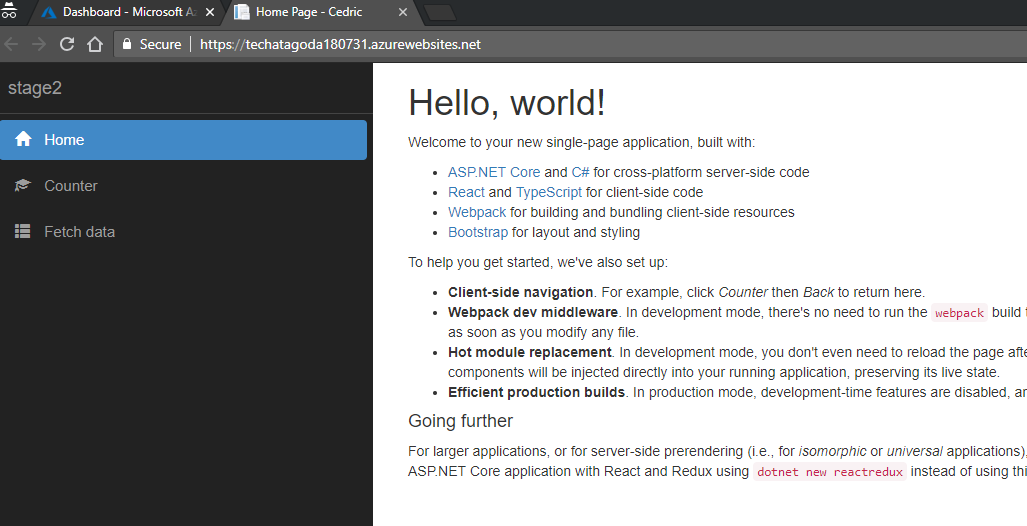 Dashboard - Microsoft A
Home Page - Cedric
Secure
https://techatagoda180731.azurewebsites.net
stage2
Home
Counter
Fetch data
Hello, world!
Welcome to your new single-page application, built with:
ASP.NET Core and C# for cross-platform server-side code
React and TypeScript for client-side code
Webpack for building and bundling client-side resources
Bootstrap for layout and styling
To help you get started, we've also set up:
Client-side navigation. For example, click Counter then Back to return here.
Webpack dev middleware. In development mode, there's no need to run the webpack build
as soon as you modify any file.
Hot module replacement. In development mode, you don't even need to reload the page
components will be injected directly into your running application, preserving its live state.
Efficient production builds. In production mode, development-time features are disabled,
Going further
For larger applications, or for server-side prerendering (i.e., for isomorphic or universal applications),
ASP.NET Core application with React and Redux using dotnet new reactredux instead of using